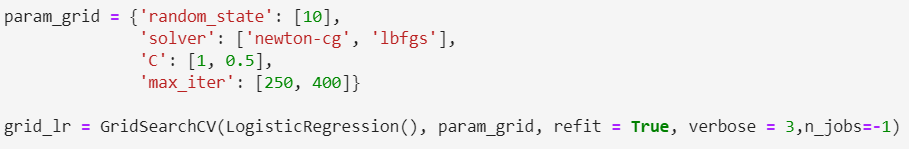 param_grid = {'random_state': [10],
              'solver': ['newton-cg', 'lbfgs'],
              'C': [1, 0.5],
              'max_iter': [250, 400]}
grid_lr = GridSearchCV(LogisticRegression(), param_grid, refit = True, verbose = 3,n_jobs=-1)